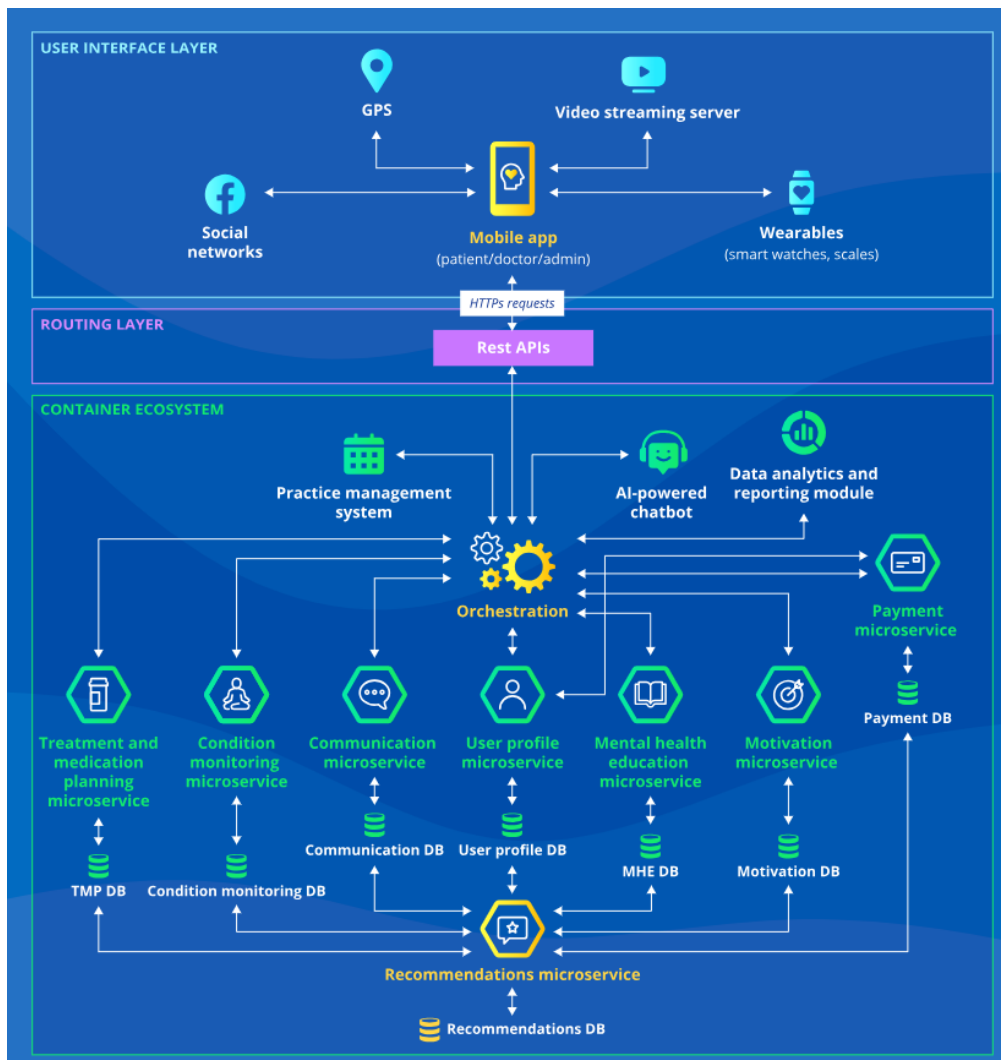 USER INTERFACE LAYER
GPS
Video streaming server
Social
networks
Mobile app
(patient/doctor/admin)
Wearables
(smart watches, scales)
HTTPs requests
ROUTING LAYER
Rest APIs
CONTAINER ECOSYSTEM
Practice management
system
AI-powered
chatbot
Data analytics and
reporting module
Orchestration
Payment
microservice
Payment DB
Treatment and
medication
planning
microservice
Condition
monitoring
microservice
Communication
microservice
User profile
microservice
Mental health
education
microservice
Motivation
microservice
TMP DB
Condition monitoring DB
Communication DB
User profile DB
MHE DB
Motivation DB
Recommendations microservice
Recommendations DB